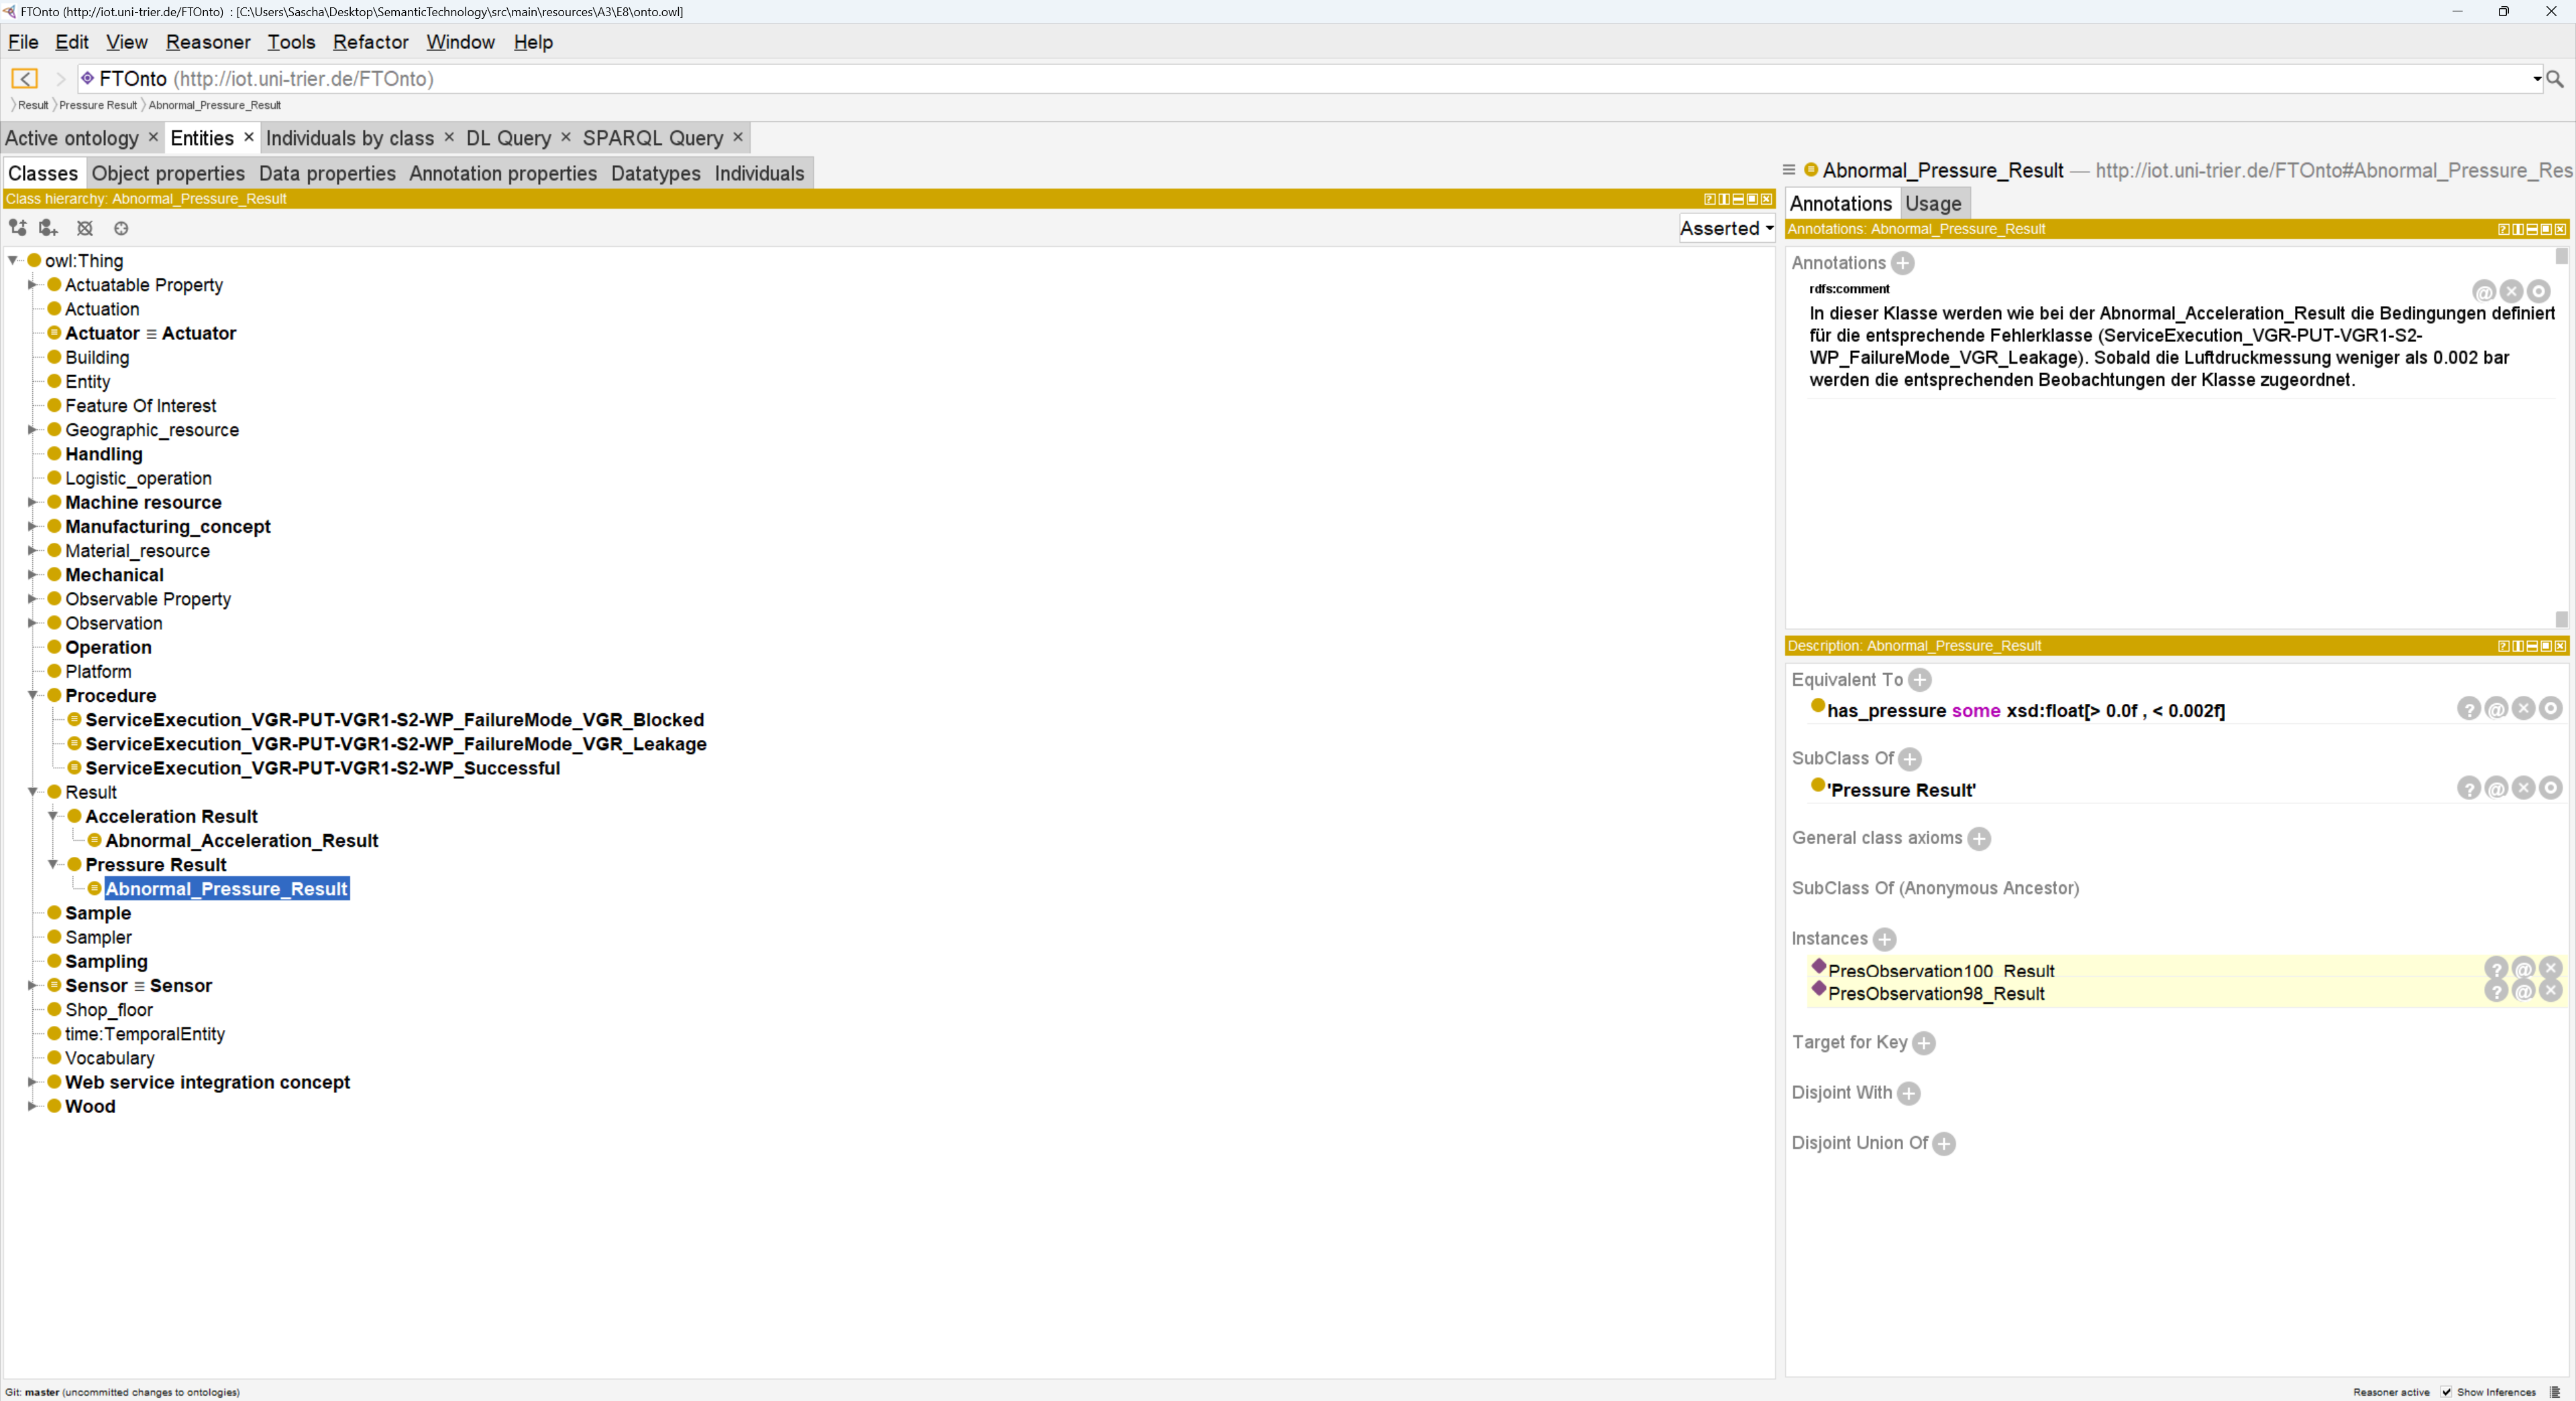 FTOnto (http://iot.uni-trier.de/FTOnto) : [C:\Users\Sascha\Desktop\SemanticTechnology\src\main\resources\A3\E8\onto.owl]
File Edit View Reasoner Tools Refactor Window Help
FTOnto (http://iot.uni-trier.de/FTOnto)
Result Pressure Result Abnormal_Pressure_Result
Active ontology × Entities × Individuals by class × DL Query × SPARQL Query ×
Classes Object properties Data properties Annotation properties Datatypes Individuals
Class hierarchy: Abnormal_Pressure_Result
Asserted
owl:Thing
Actuatable Property
Actuation
Actuator ≡ Actuator
Building
Entity
Feature Of Interest
Geographic_resource
Handling
Logistic_operation
Machine resource
Manufacturing_concept
Material_resource
Mechanical
Observable Property
Observation
Operation
Platform
Procedure
ServiceExecution_VGR-PUT-VGR1-S2-WP_FailureMode_VGR_Blocked
ServiceExecution_VGR-PUT-VGR1-S2-WP_FailureMode_VGR_Leakage
ServiceExecution_VGR-PUT-VGR1-S2-WP_Successful
Result
Acceleration Result
Abnormal_Acceleration_Result
Pressure Result
Abnormal_Pressure_Result
Sample
Sampler
Sampling
Sensor ≡ Sensor
Shop_floor
time:TemporalEntity
Vocabulary
Web service integration concept
Wood
Abnormal_Pressure_Result — http://iot.uni-trier.de/FTOnto#Abnormal_Pressure_Res
Annotations Usage
Annotations: Abnormal_Pressure_Result
Annotations
rdfs:comment
In dieser Klasse werden wie bei der Abnormal_Acceleration_Result die Bedingungen definiert
für die entsprechende Fehlerklasse (ServiceExecution_VGR-PUT-VGR1-S2-
WP_FailureMode_VGR_Leakage). Sobald die Luftdruckmessung weniger als 0.002 bar
werden die entsprechenden Beobachtungen der Klasse zugeordnet.
Description: Abnormal_Pressure_Result
Equivalent To
has_pressure some xsd:float[> 0.0f , < 0.002f]
SubClass Of
'Pressure Result'
General class axioms
SubClass Of (Anonymous Ancestor)
Instances
PresObservation100_Result
PresObservation98_Result
Target for Key
Disjoint With
Disjoint Union Of
Git: master (uncommitted changes to ontologies)
Reasoner active Show Inferences